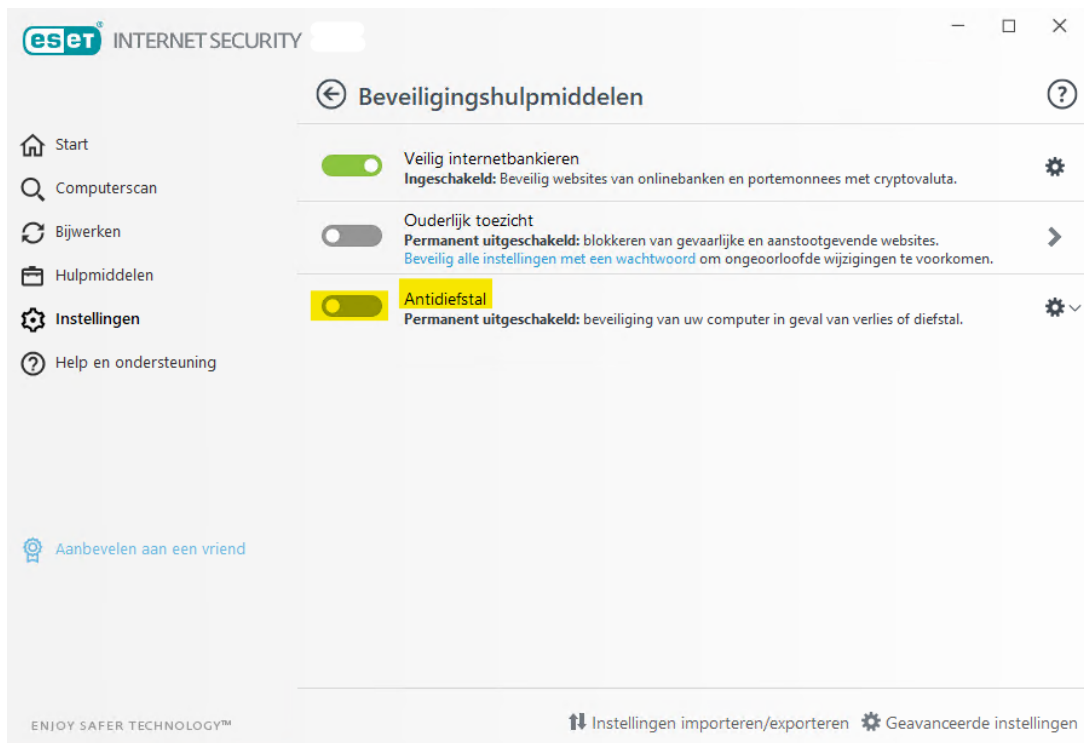 eset INTERNET SECURITY
Beveiligingshulpmiddelen
Start
Computerscan
Bijwerken
Hulpmiddelen
Instellingen
Help en ondersteuning
Aanbevelen aan een vriend
Veilig internetbankieren
Ingeschakeld: Beveilig websites van onlinebanken en portemonnees met cryptovaluta.
Ouderlijk toezicht
Permanent uitgeschakeld: blokkeren van gevaarlijke en aanstootgevende websites.
Beveilig alle instellingen met een wachtwoord om ongeoorloofde wijzigingen te voorkomen.
Antidiefstal
Permanent uitgeschakeld: beveiliging van uw computer in geval van verlies of diefstal.
ENJOY SAFER TECHNOLOGY™
Instellingen importeren/exporteren Geavanceerde instellingen